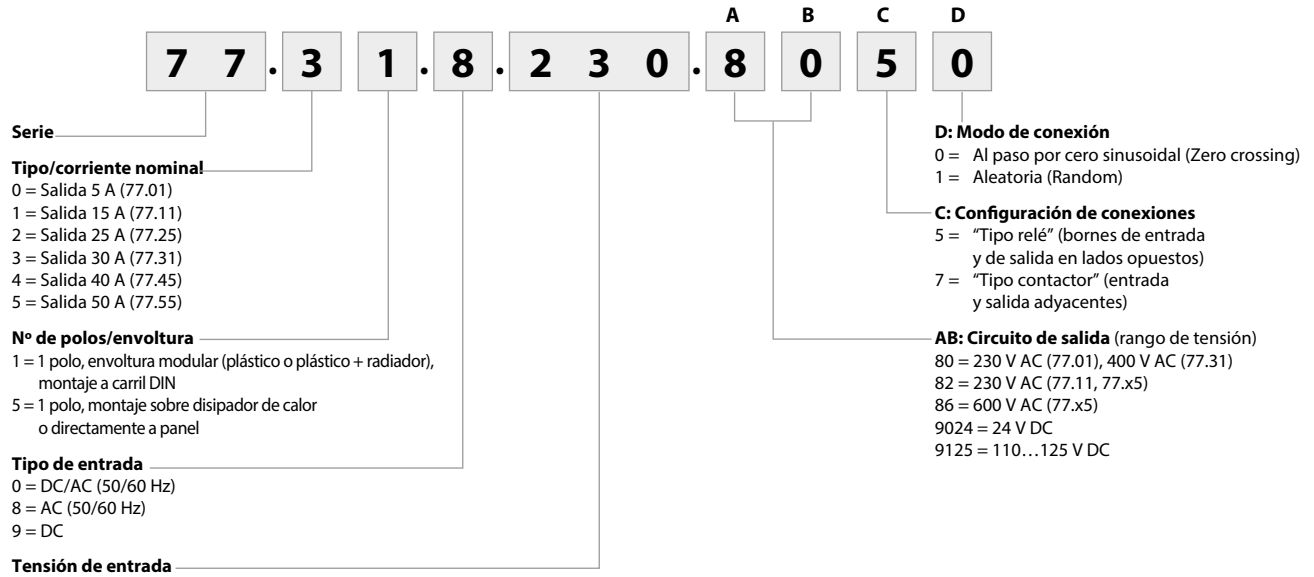 A B C D
7 7 . 3 1 . 8 . 2 3 0 . 8 0 5 0
Serie
Tipo/corriente nominal
0 = Salida 5 A (77.01)
1 = Salida 15 A (77.11)
2 = Salida 25 A (77.25)
3 = Salida 30 A (77.31)
4 = Salida 40 A (77.45)
5 = Salida 50 A (77.55)
Nº de polos/envoltura
1 = 1 polo, envoltura modular (plástico o plástico + radiador),
montaje a carril DIN
5 = 1 polo, montaje sobre disipador de calor
o directamente a panel
Tipo de entrada
0 = DC/AC (50/60 Hz)
8 = AC (50/60 Hz)
9 = DC
Tensión de entrada
D: Modo de conexión
0 = Al paso por cero sinusoidal (Zero crossing)
1 = Aleatoria (Random)
C: Configuración de conexiones
5 = “Tipo relé” (bornes de entrada
y de salida en lados opuestos)
7 = “Tipo contactor” (entrada
y salida adyacentes)
AB: Circuito de salida (rango de tensión)
80 = 230 V AC (77.01), 400 V AC (77.31)
82 = 230 V AC (77.11, 77.x5)
86 = 600 V AC (77.x5)
9024 = 24 V DC
9125 = 110…125 V DC